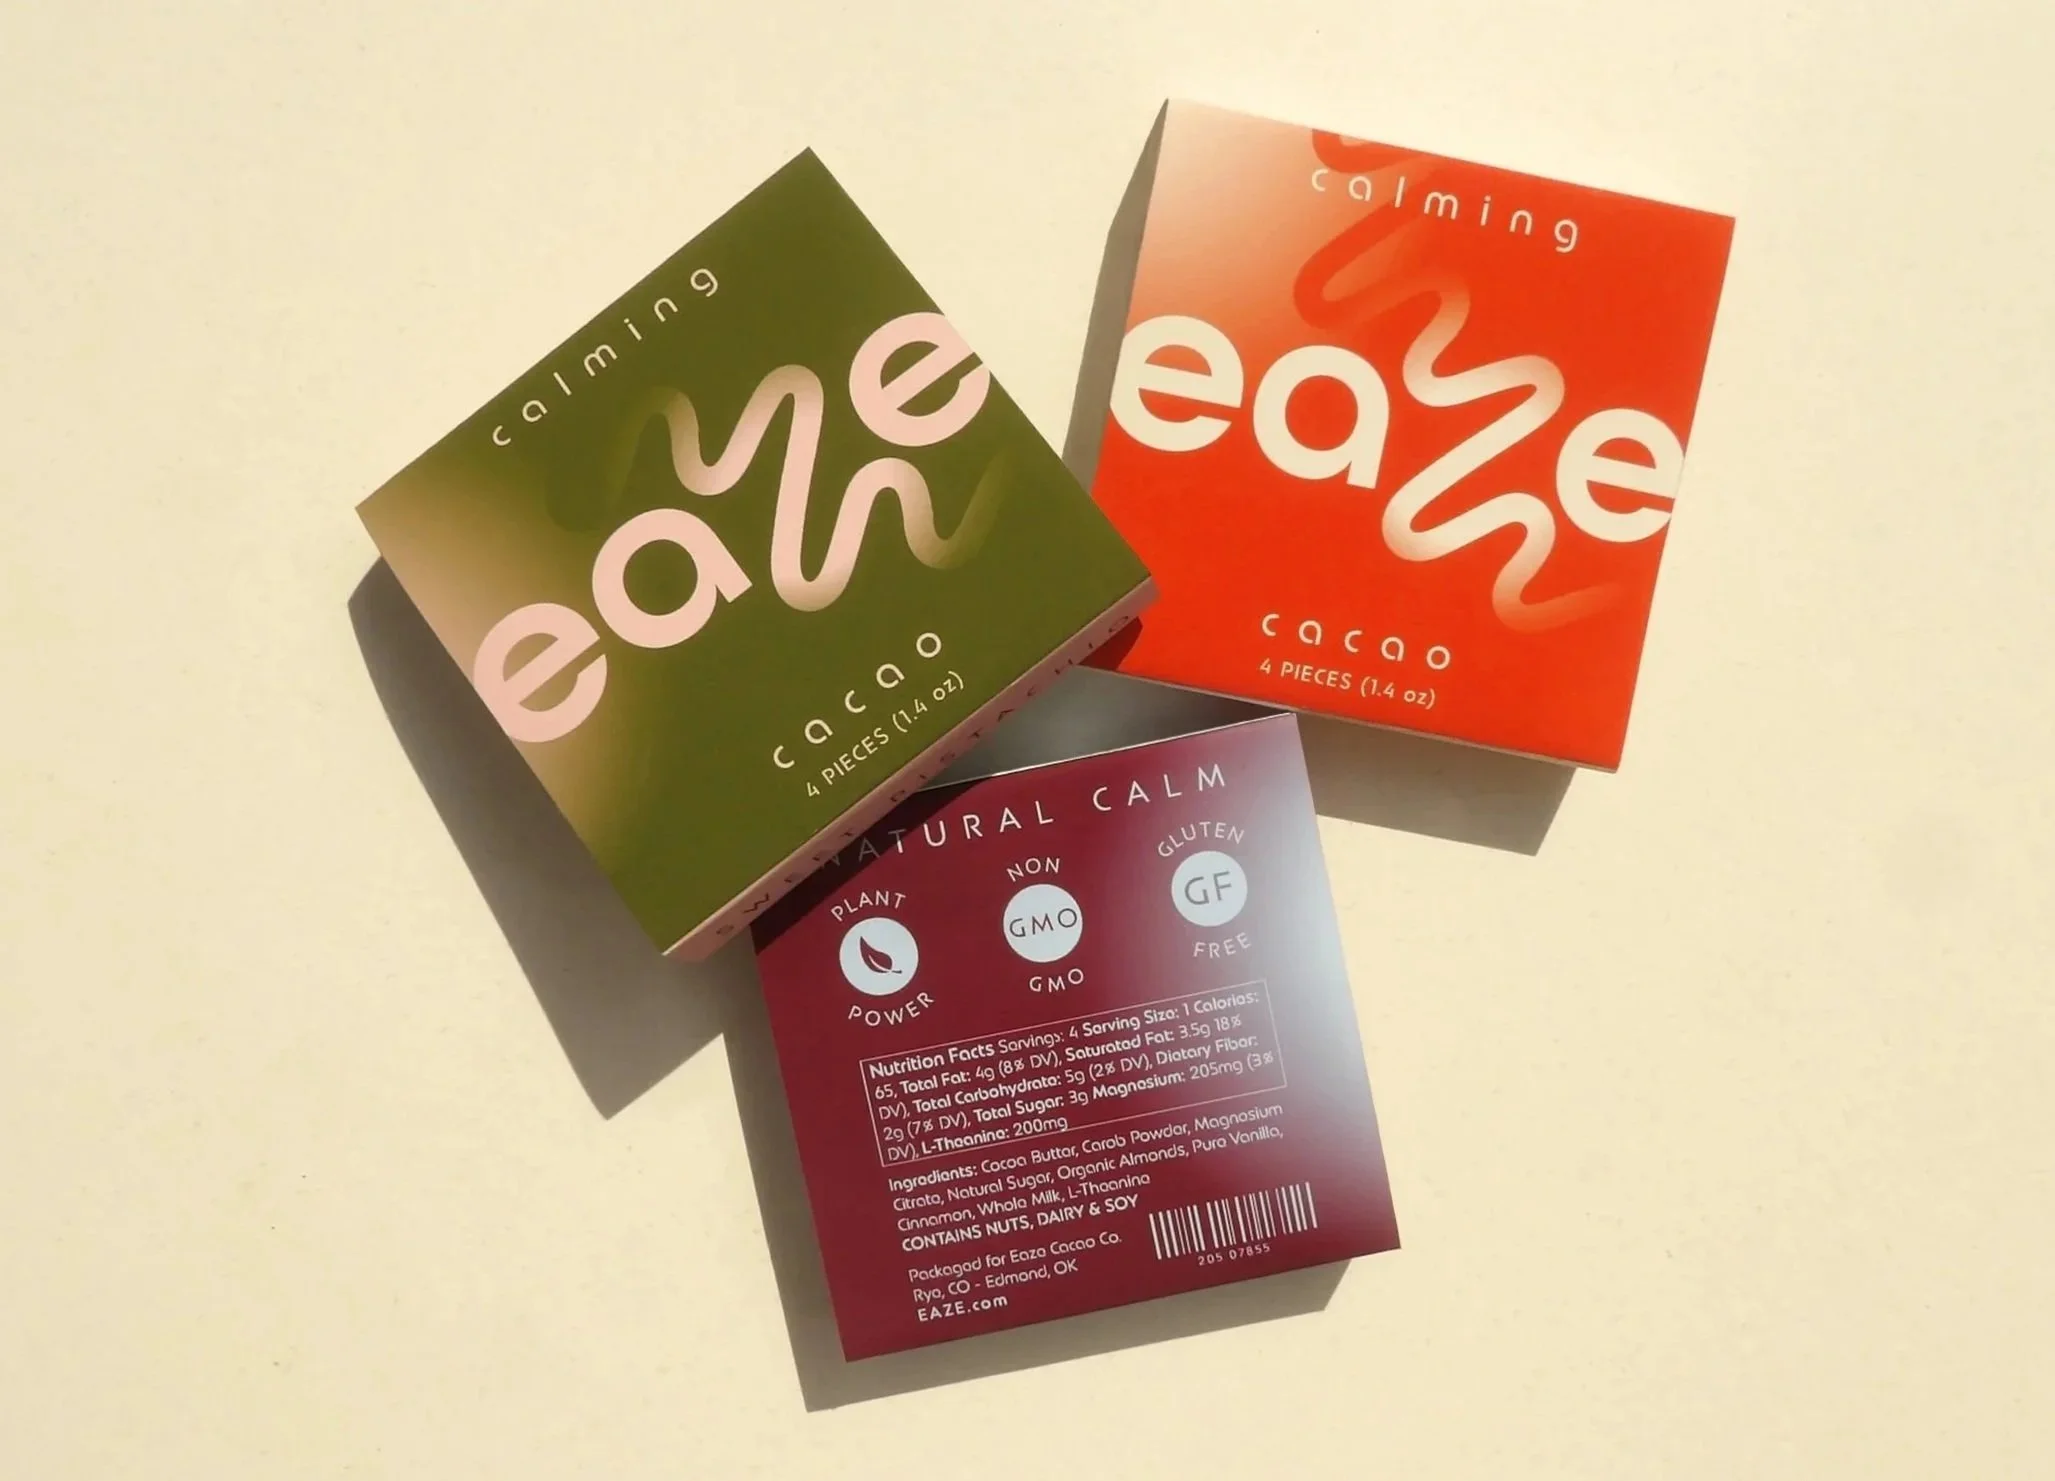 calming
eaze
cacao
4 PIECES (1.4 oz)
SWEET PISTACHIO
calming
eaze
cacao
4 PIECES (1.4 oz)
NATURAL CALM
PLANT
POWER
NON
GMO
GMO
GLUTEN
GF
FREE
Nutrition Facts Servings: 4 Serving Size: 1 Calories:
65, Total Fat: 4g (8% DV), Saturated Fat: 3.5g 18%
DV), Total Carbohydrate: 5g (2% DV), Dietary Fiber:
2g (7% DV), Total Sugar: 3g Magnesium: 205mg (3%
DV), L-Theanine: 200mg
Ingredients: Cocoa Butter, Carob Powder, Magnesium
Citrate, Natural Sugar, Organic Almonds, Pure Vanilla,
Cinnamon, Whole Milk, L-Theanine
CONTAINS NUTS, DAIRY & SOY
Packaged for Eaze Cacao Co.
Rye, CO - Edmond, OK
EAZE.com
205 07855